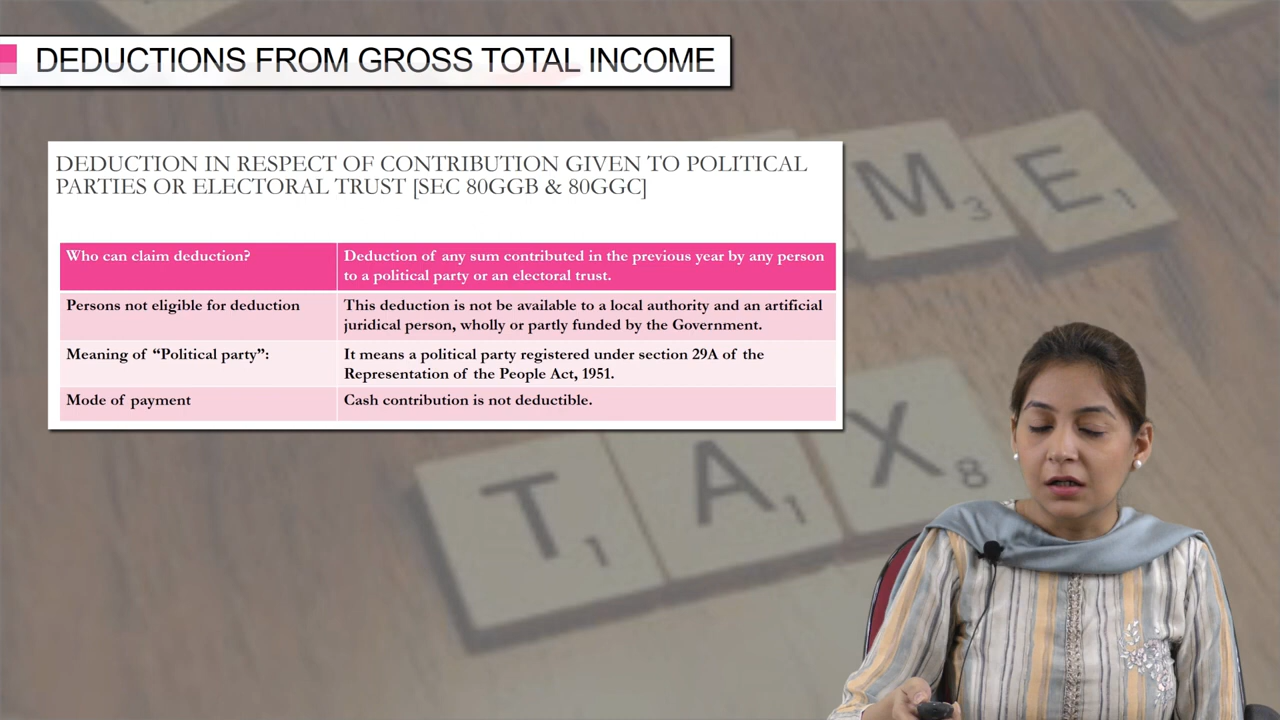 DEDUCTIONS FROM GROSS TOTAL INCOME
DEDUCTION IN RESPECT OF CONTRIBUTION GIVEN TO POLITICAL
PARTIES OR ELECTORAL TRUST [SEC 80GGB & 80GGC]
Who can claim deduction?
Deduction of any sum contributed in the previous year by any person
to a political party or an electoral trust.
Persons not eligible for deduction
This deduction is not be available to a local authority and an artificial
juridical person, wholly or partly funded by the Government.
Meaning of “Political party”:
It means a political party registered under section 29A of the
Representation of the People Act, 1951.
Mode of payment
Cash contribution is not deductible.
M3 E1
T1 A1 X8